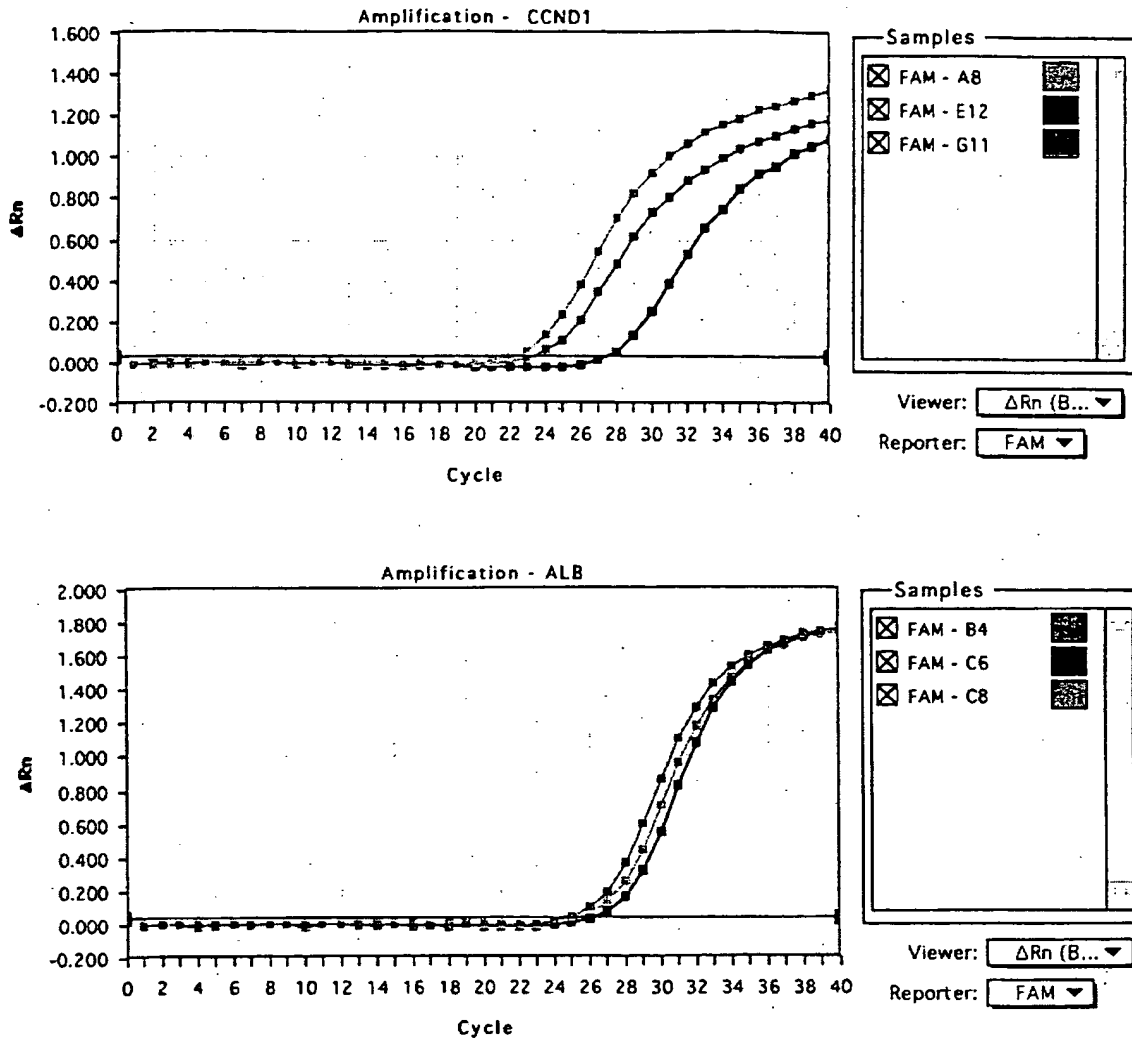 Amplification - CCND1
1.600
1.400
1.200
1.000
0.800
0.600
0.400
0.200
0.000
-0.200
ΔRn
0 2 4 6 8 10 12 14 16 18 20 22 24 26 28 30 32 34 36 38 40
Cycle
Samples
FAM - A8
FAM - E12
FAM - G11
Viewer: ΔRn (B...
Reporter: FAM
Amplification - ALB
2.000
1.800
1.600
1.400
1.200
1.000
0.800
0.600
0.400
0.200
0.000
-0.200
ΔRn
0 2 4 6 8 10 12 14 16 18 20 22 24 26 28 30 32 34 36 38 40
Cycle
Samples
FAM - B4
FAM - C6
FAM - C8
Viewer: ΔRn (B...
Reporter: FAM